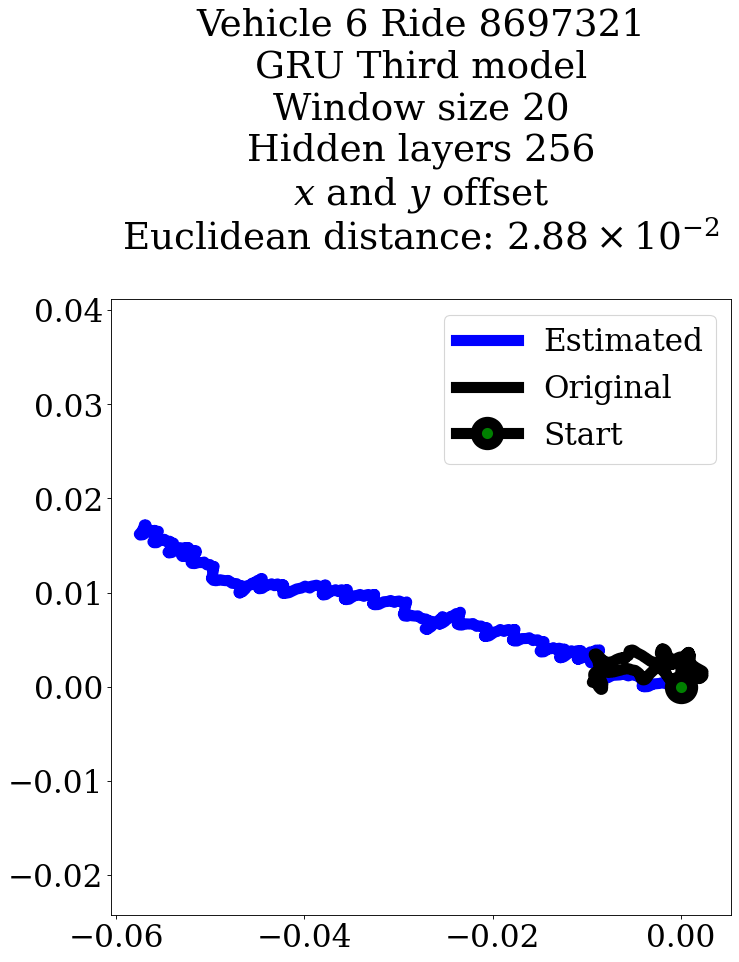 Vehicle 6 Ride 8697321
GRU Third model
Window size 20
Hidden layers 256
x and y offset
Euclidean distance: 2.88 × 10⁻²
Estimated
Original
Start
0.04
0.03
0.02
0.01
0.00
−0.01
−0.02
−0.06
−0.04
−0.02
0.00